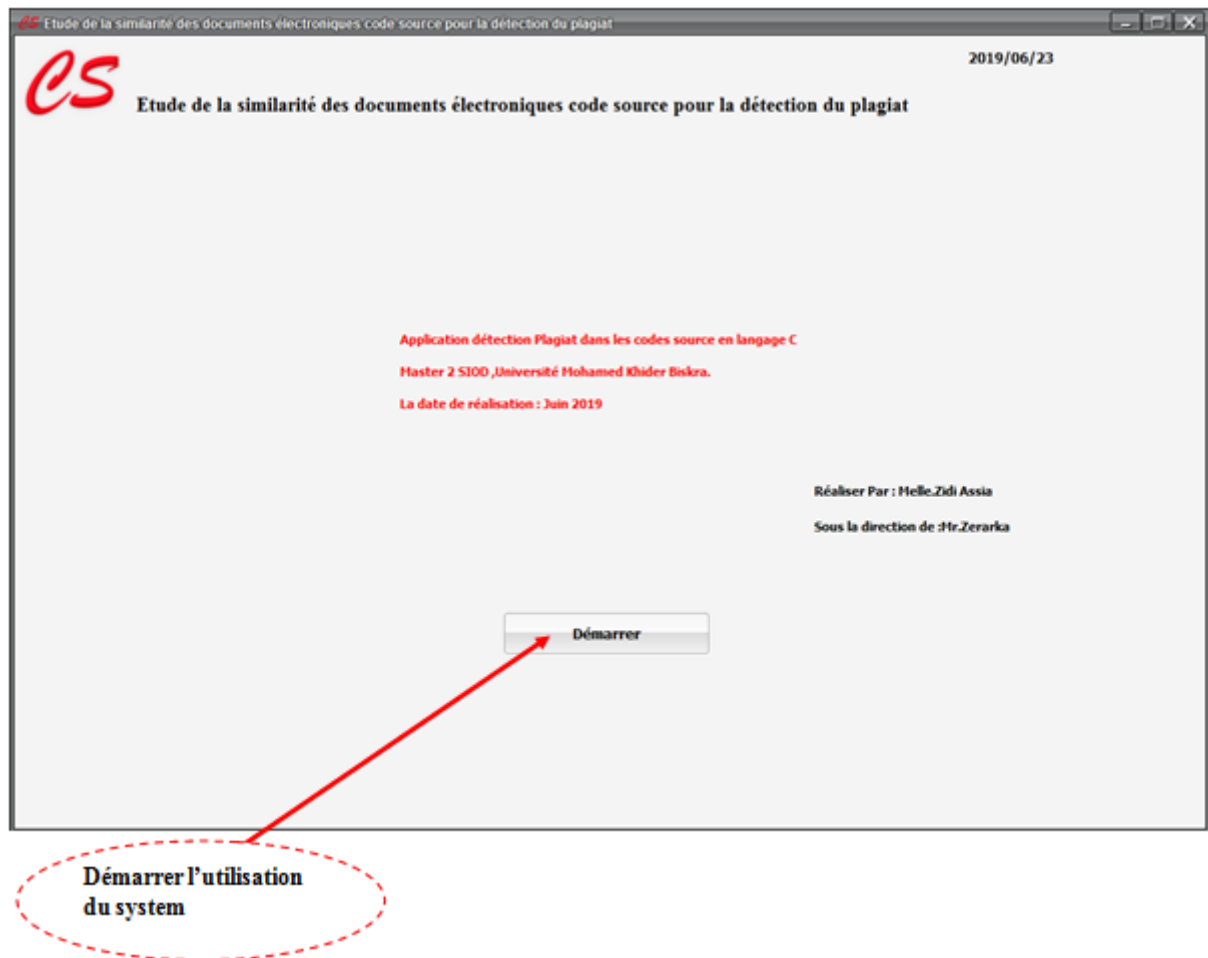 CS Etude de la similarité des documents électroniques code source pour la détection du plagiat
2019/06/23
CS
Etude de la similarité des documents électroniques code source pour la détection du plagiat
Application détection Plagiat dans les codes source en langage C
Master 2 SIOD ,Université Mohamed Khider Biskra.
La date de réalisation : Juin 2019
Réaliser Par : Melle.Zidi Assia
Sous la direction de :Mr.Zerarka
Démarrer
Démarrer l’utilisation
du system